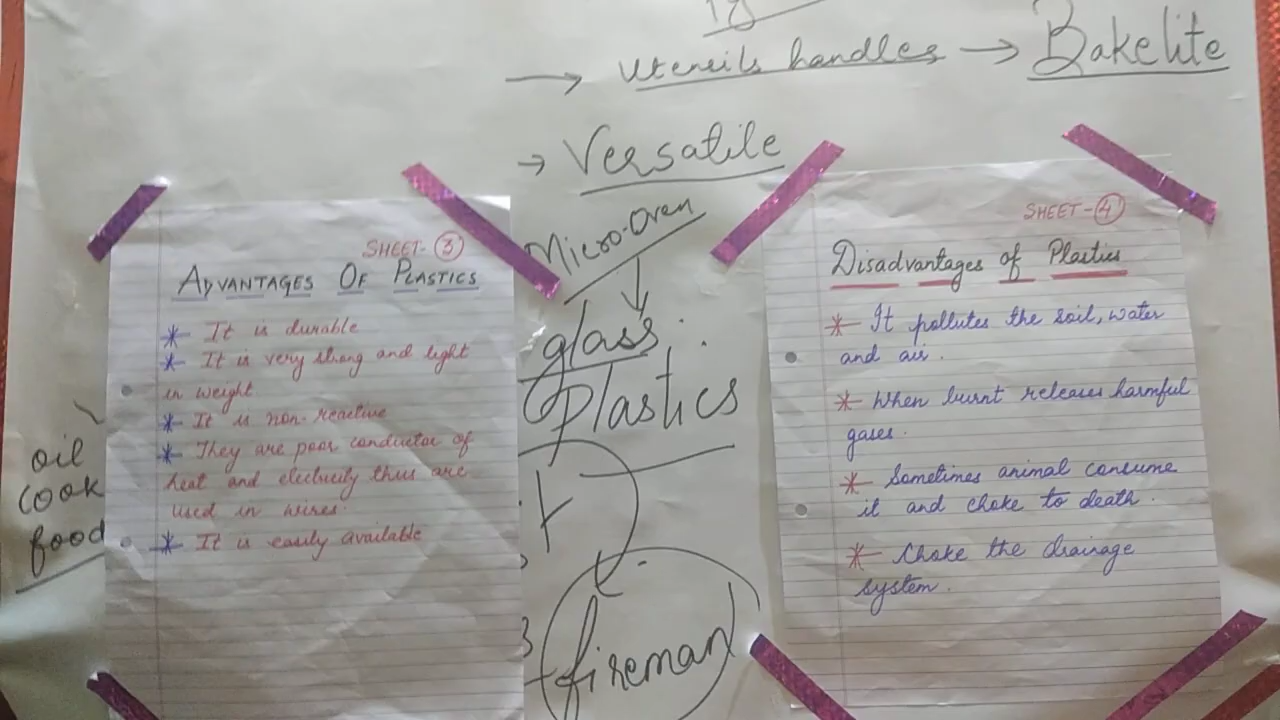 → Utensils handles → Bakelite
→ Versatile
Micro-Oven
↓
glass.
Plastics
fireman
oil
cook
food
SHEET-3
ADVANTAGES OF PLASTICS
* It is durable
* It is very strong and light
in weight
* It is non-reactive
* They are poor conductor of
heat and electricity thus are
used in wires.
* It is easily available
SHEET-4
Disadvantages of Plastics
* It pollutes the soil, water
and air.
* When burnt releases harmful
gases.
* Sometimes animal consume
it and choke to death.
* Choke the drainage
system.